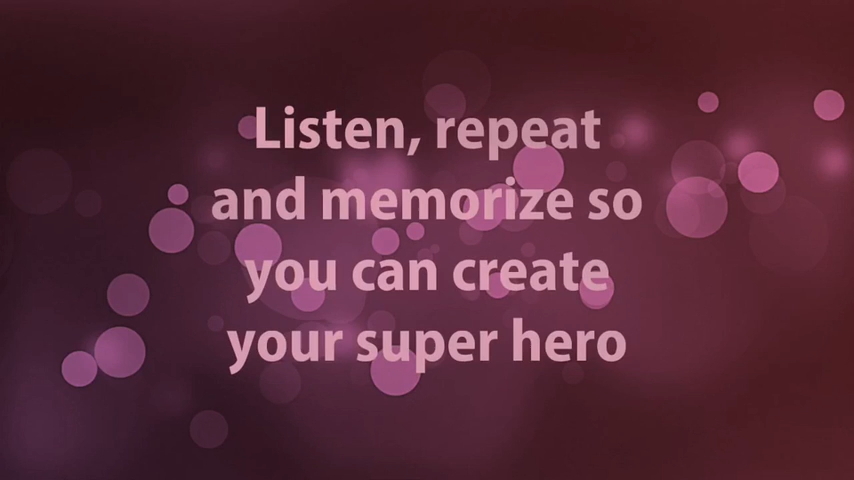 Listen, repeat
and memorize so
you can create
your super hero